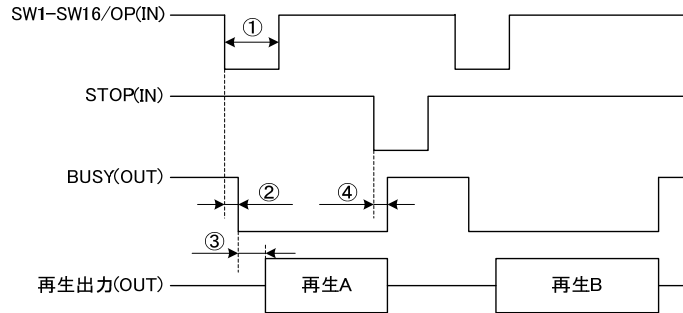 SW1-SW16/OP(IN)
①
STOP(IN)
BUSY(OUT)
②
④
③
再生出力(OUT)
再生A
再生B